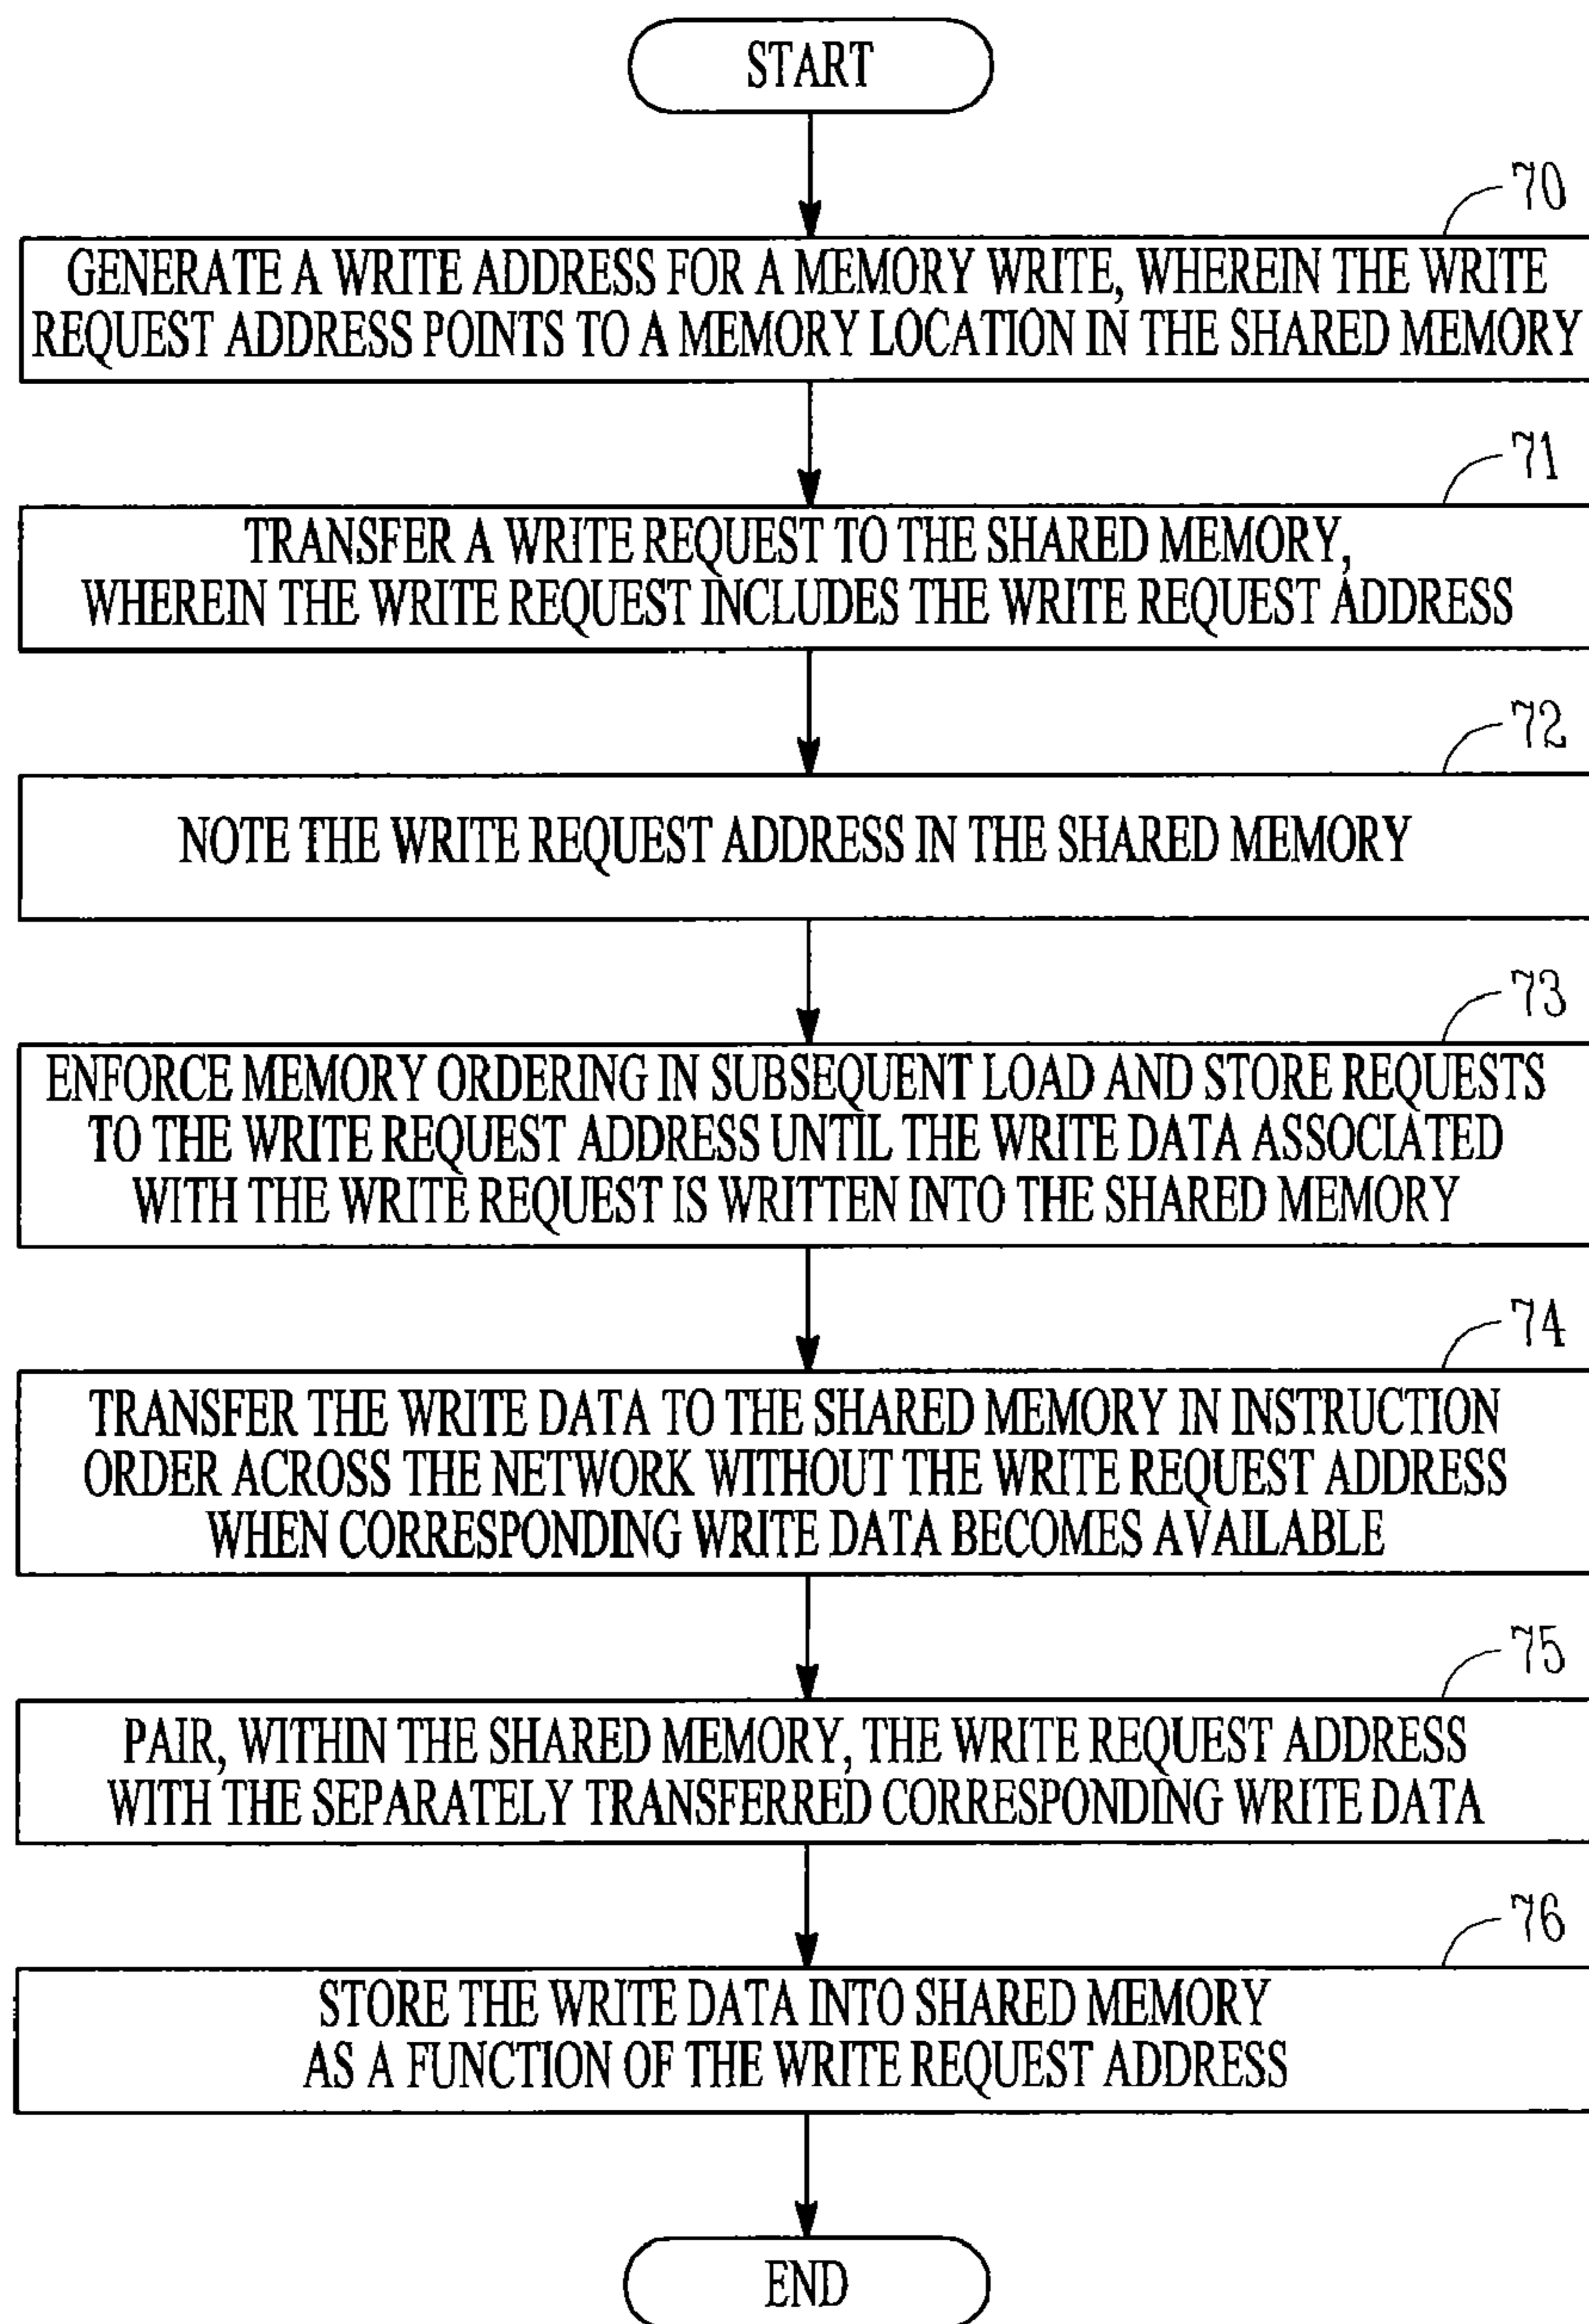 START
70
GENERATE A WRITE ADDRESS FOR A MEMORY WRITE, WHEREIN THE WRITE
REQUEST ADDRESS POINTS TO A MEMORY LOCATION IN THE SHARED MEMORY
71
TRANSFER A WRITE REQUEST TO THE SHARED MEMORY,
WHEREIN THE WRITE REQUEST INCLUDES THE WRITE REQUEST ADDRESS
72
NOTE THE WRITE REQUEST ADDRESS IN THE SHARED MEMORY
73
ENFORCE MEMORY ORDERING IN SUBSEQUENT LOAD AND STORE REQUESTS
TO THE WRITE REQUEST ADDRESS UNTIL THE WRITE DATA ASSOCIATED
WITH THE WRITE REQUEST IS WRITTEN INTO THE SHARED MEMORY
74
TRANSFER THE WRITE DATA TO THE SHARED MEMORY IN INSTRUCTION
ORDER ACROSS THE NETWORK WITHOUT THE WRITE REQUEST ADDRESS
WHEN CORRESPONDING WRITE DATA BECOMES AVAILABLE
75
PAIR, WITHIN THE SHARED MEMORY, THE WRITE REQUEST ADDRESS
WITH THE SEPARATELY TRANSFERRED CORRESPONDING WRITE DATA
76
STORE THE WRITE DATA INTO SHARED MEMORY
AS A FUNCTION OF THE WRITE REQUEST ADDRESS
END